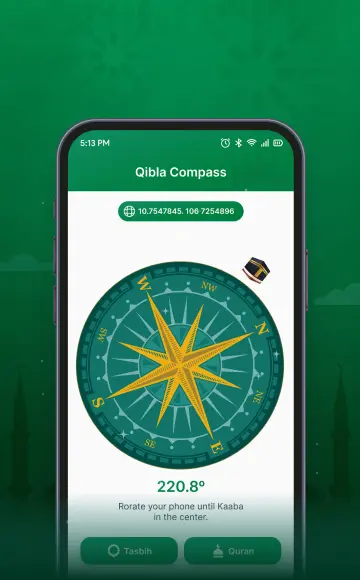 5:13 PM
Qibla Compass
10.7547845. 106 7254896
W
NW
N
SW
NE
S
SE
E
220.8º
Rorate your phone until Kaaba
in the center.
Tasbih
Quran